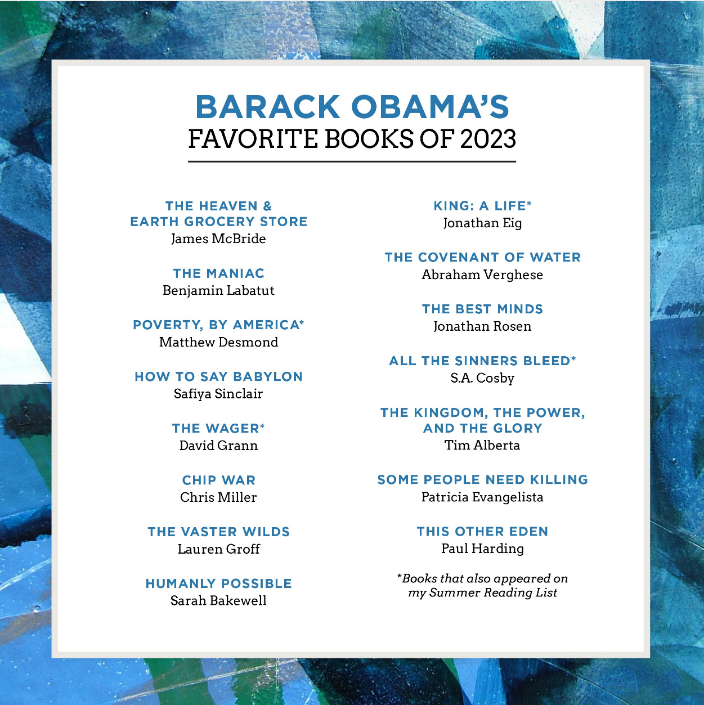 BARACK OBAMA'S
FAVORITE BOOKS OF 2023
THE HEAVEN &
EARTH GROCERY STORE
James McBride
THE MANIAC
Benjamin Labatut
POVERTY, BY AMERICA*
Matthew Desmond
HOW TO SAY BABYLON
Safiya Sinclair
THE WAGER*
David Grann
CHIP WAR
Chris Miller
THE VASTER WILDS
Lauren Groff
HUMANLY POSSIBLE
Sarah Bakewell
KING: A LIFE*
Jonathan Eig
THE COVENANT OF WATER
Abraham Verghese
THE BEST MINDS
Jonathan Rosen
ALL THE SINNERS BLEED*
S.A. Cosby
THE KINGDOM, THE POWER,
AND THE GLORY
Tim Alberta
SOME PEOPLE NEED KILLING
Patricia Evangelista
THIS OTHER EDEN
Paul Harding
*Books that also appeared on
my Summer Reading List